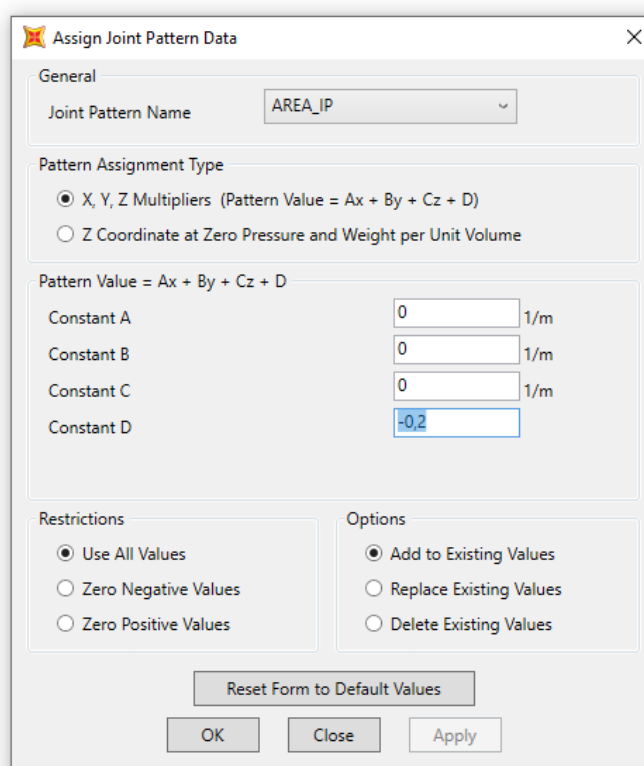 Assign Joint Pattern Data
General
Joint Pattern Name AREA_IP
Pattern Assignment Type
X, Y, Z Multipliers (Pattern Value = Ax + By + Cz + D)
Z Coordinate at Zero Pressure and Weight per Unit Volume
Pattern Value = Ax + By + Cz + D
Constant A 0 1/m
Constant B 0 1/m
Constant C 0 1/m
Constant D -0,2
Restrictions
Use All Values
Zero Negative Values
Zero Positive Values
Options
Add to Existing Values
Replace Existing Values
Delete Existing Values
Reset Form to Default Values
OK Close Apply